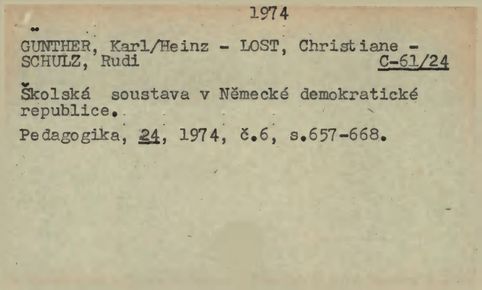 1974
GÜNTHER, Karl/Heinz - LOST, Christiane -
SCHULZ, Rudi C-61/24
Školská soustava v Německé demokratické
republice.
Pedagogika, 24, 1974, č.6, s.657-668.